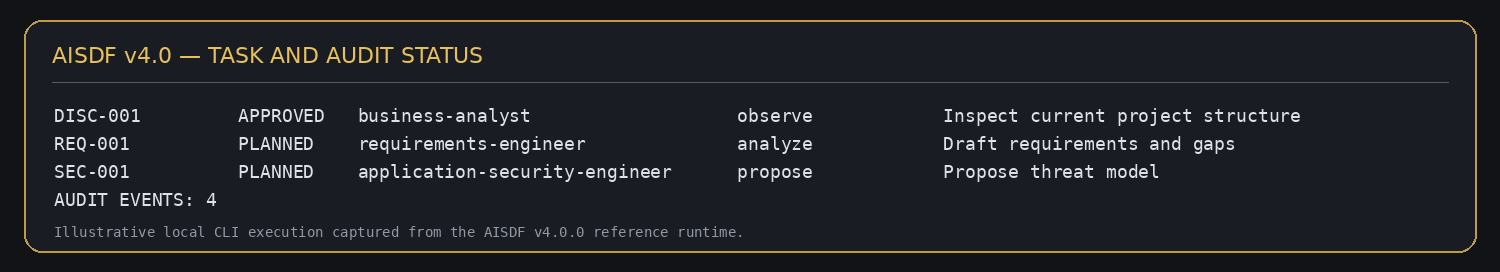 AISDF v4.0 — TASK AND AUDIT STATUS
DISC-001 APPROVED business-analyst observe Inspect current project structure
REQ-001 PLANNED requirements-engineer analyze Draft requirements and gaps
SEC-001 PLANNED application-security-engineer propose Propose threat model
AUDIT EVENTS: 4
Illustrative local CLI execution captured from the AISDF v4.0.0 reference runtime.